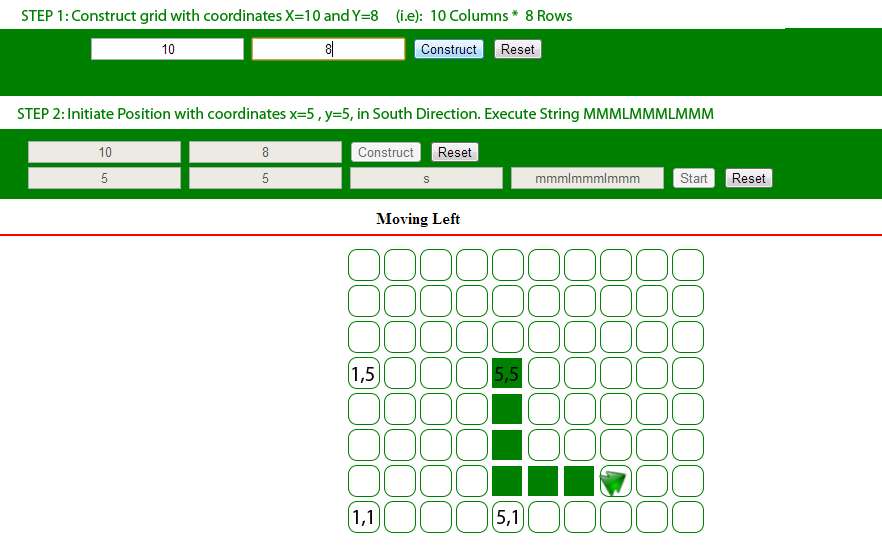 STEP 1: Construct grid with coordinates X=10 and Y=8 (i.e): 10 Columns * 8 Rows
10 8 Construct Reset
STEP 2: Initiate Position with coordinates x=5 , y=5, in South Direction. Execute String MMMLMMMLMMM
10 8 Construct Reset
5 5 s mmmlmmmlmmm Start Reset
Moving Left
1,5 5,5
1,1 5,1